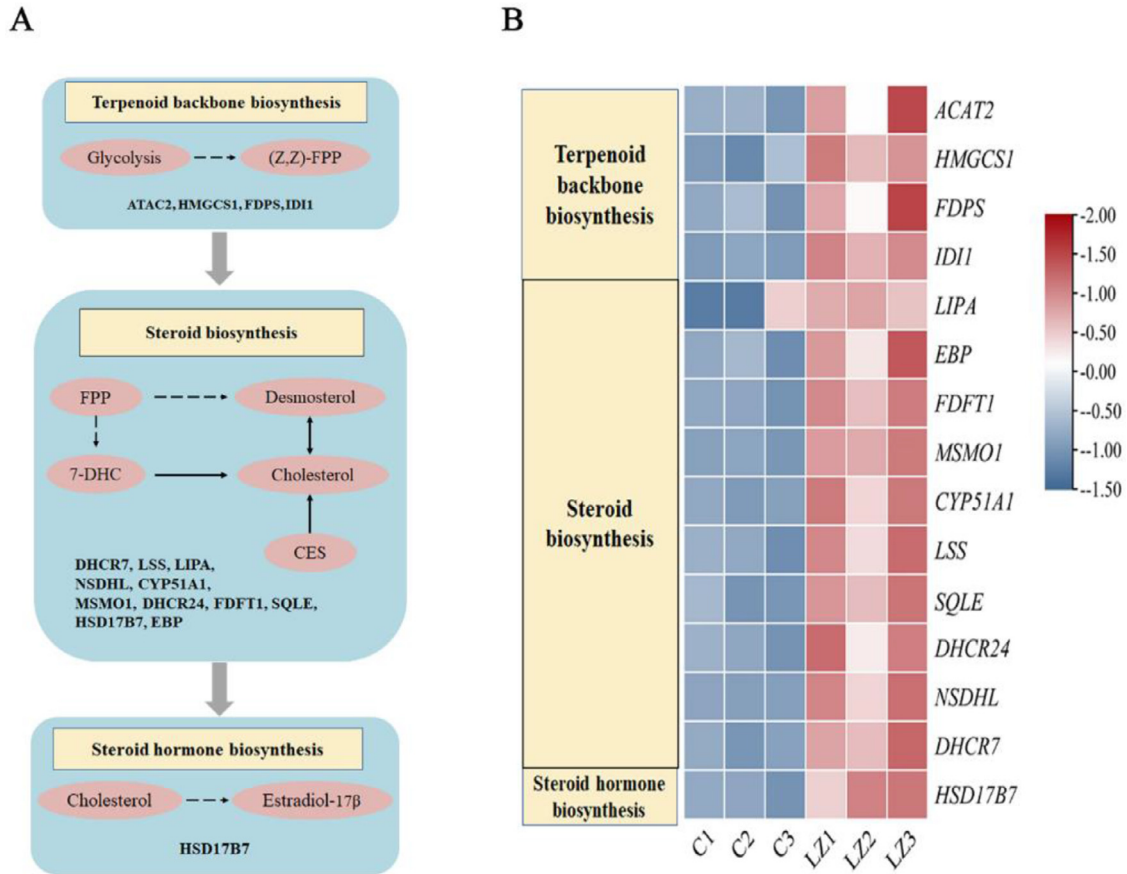 A
Terpenoid backbone biosynthesis
Glycolysis
(Z,Z)-FPP
ATAC2, HMGCS1, FDPS, IDI1
Steroid biosynthesis
FPP
Desmosterol
7-DHC
Cholesterol
CES
DHCR7, LSS, LIPA,
NSDHL, CYP51A1,
MSMO1, DHCR24, FDFT1, SQLE,
HSD17B7, EBP
Steroid hormone biosynthesis
Cholesterol
Estradiol-17β
HSD17B7
B
Terpenoid
backbone
biosynthesis
Steroid
biosynthesis
Steroid hormone
biosynthesis
ACAT2
HMGCS1
FDPS
IDI1
LIPA
EBP
FDFT1
MSMO1
CYP51A1
LSS
SQLE
DHCR24
NSDHL
DHCR7
HSD17B7
C1
C2
C3
LZ1
LZ2
LZ3
-2.00
-1.50
-1.00
-0.50
-0.00
--0.50
--1.00
--1.50